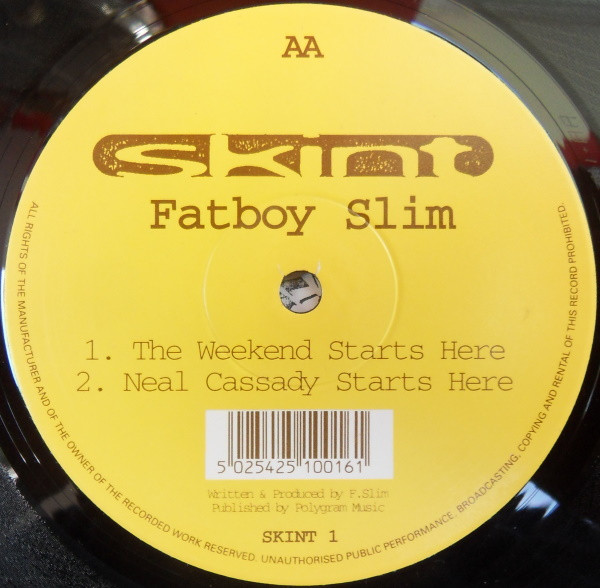 AA
skint
Fatboy Slim
1. The Weekend Starts Here
2. Neal Cassady Starts Here
5 025425 100161
Written & Produced by F.Slim
Published by Polygram Music
SKINT 1
ALL RIGHTS OF THE MANUFACTURER AND OF THE OWNER OF THE RECORDED WORK RESERVED. UNAUTHORISED PUBLIC PERFORMANCE, BROADCASTING, COPYING AND RENTAL OF THIS RECORD PROHIBITED.